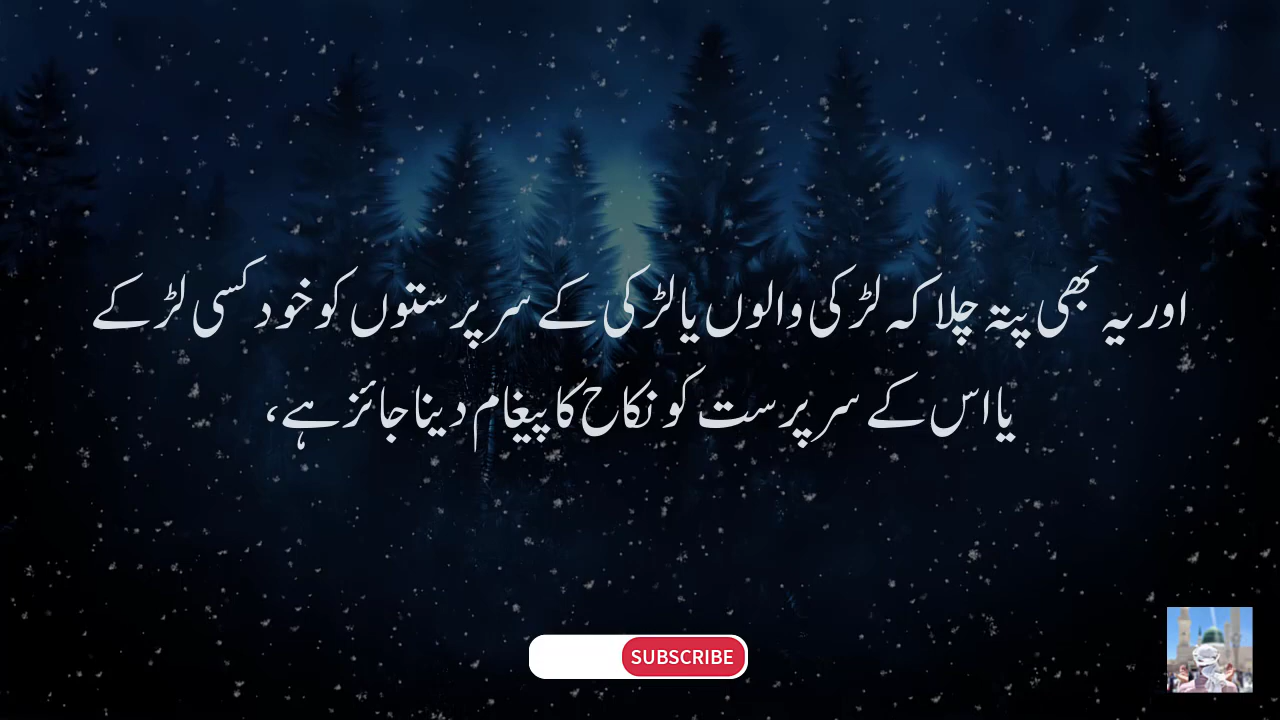 اور یہ بھی پتہ چلا کہ لڑکی والوں یا لڑکی کے سرپرستوں کو خود کسی لڑکے
یا اس کے سرپرست کو نکاح کا پیغام دینا جائز ہے،
SUBSCRIBE